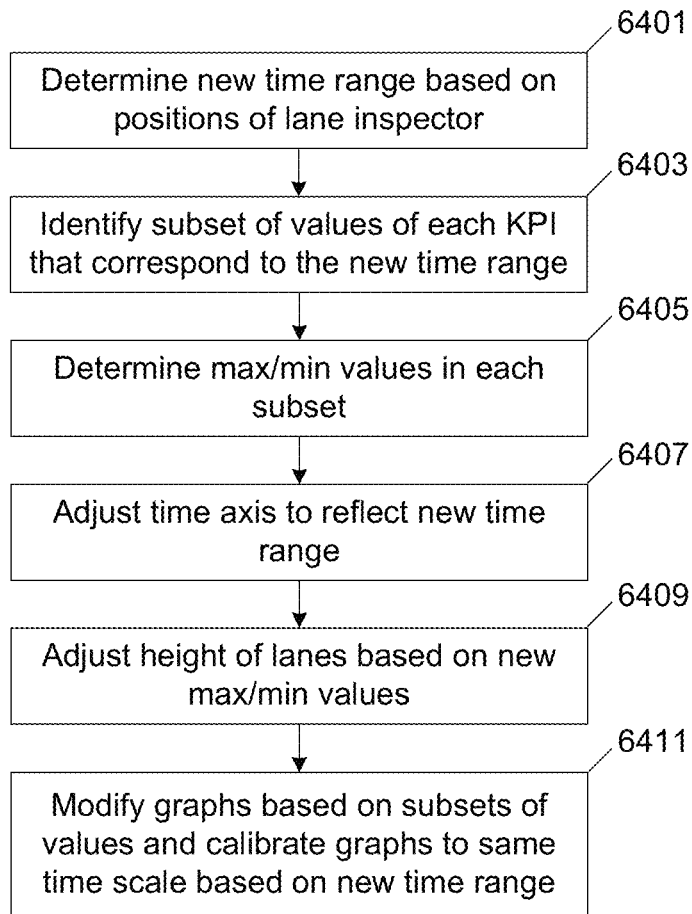 6401
Determine new time range based on
positions of lane inspector
6403
Identify subset of values of each KPI
that correspond to the new time range
6405
Determine max/min values in each
subset
6407
Adjust time axis to reflect new time
range
6409
Adjust height of lanes based on new
max/min values
6411
Modify graphs based on subsets of
values and calibrate graphs to same
time scale based on new time range